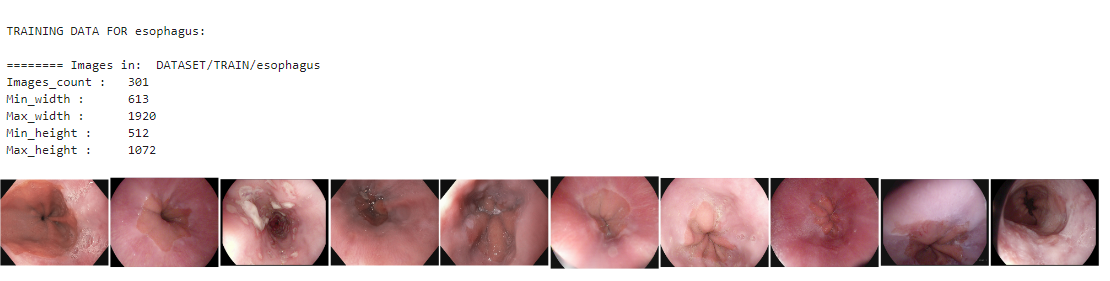 TRAINING DATA FOR esophagus:
======== Images in:  DATASET/TRAIN/esophagus
Images_count :   301
Min_width :      613
Max_width :      1920
Min_height :     512
Max_height :     1072